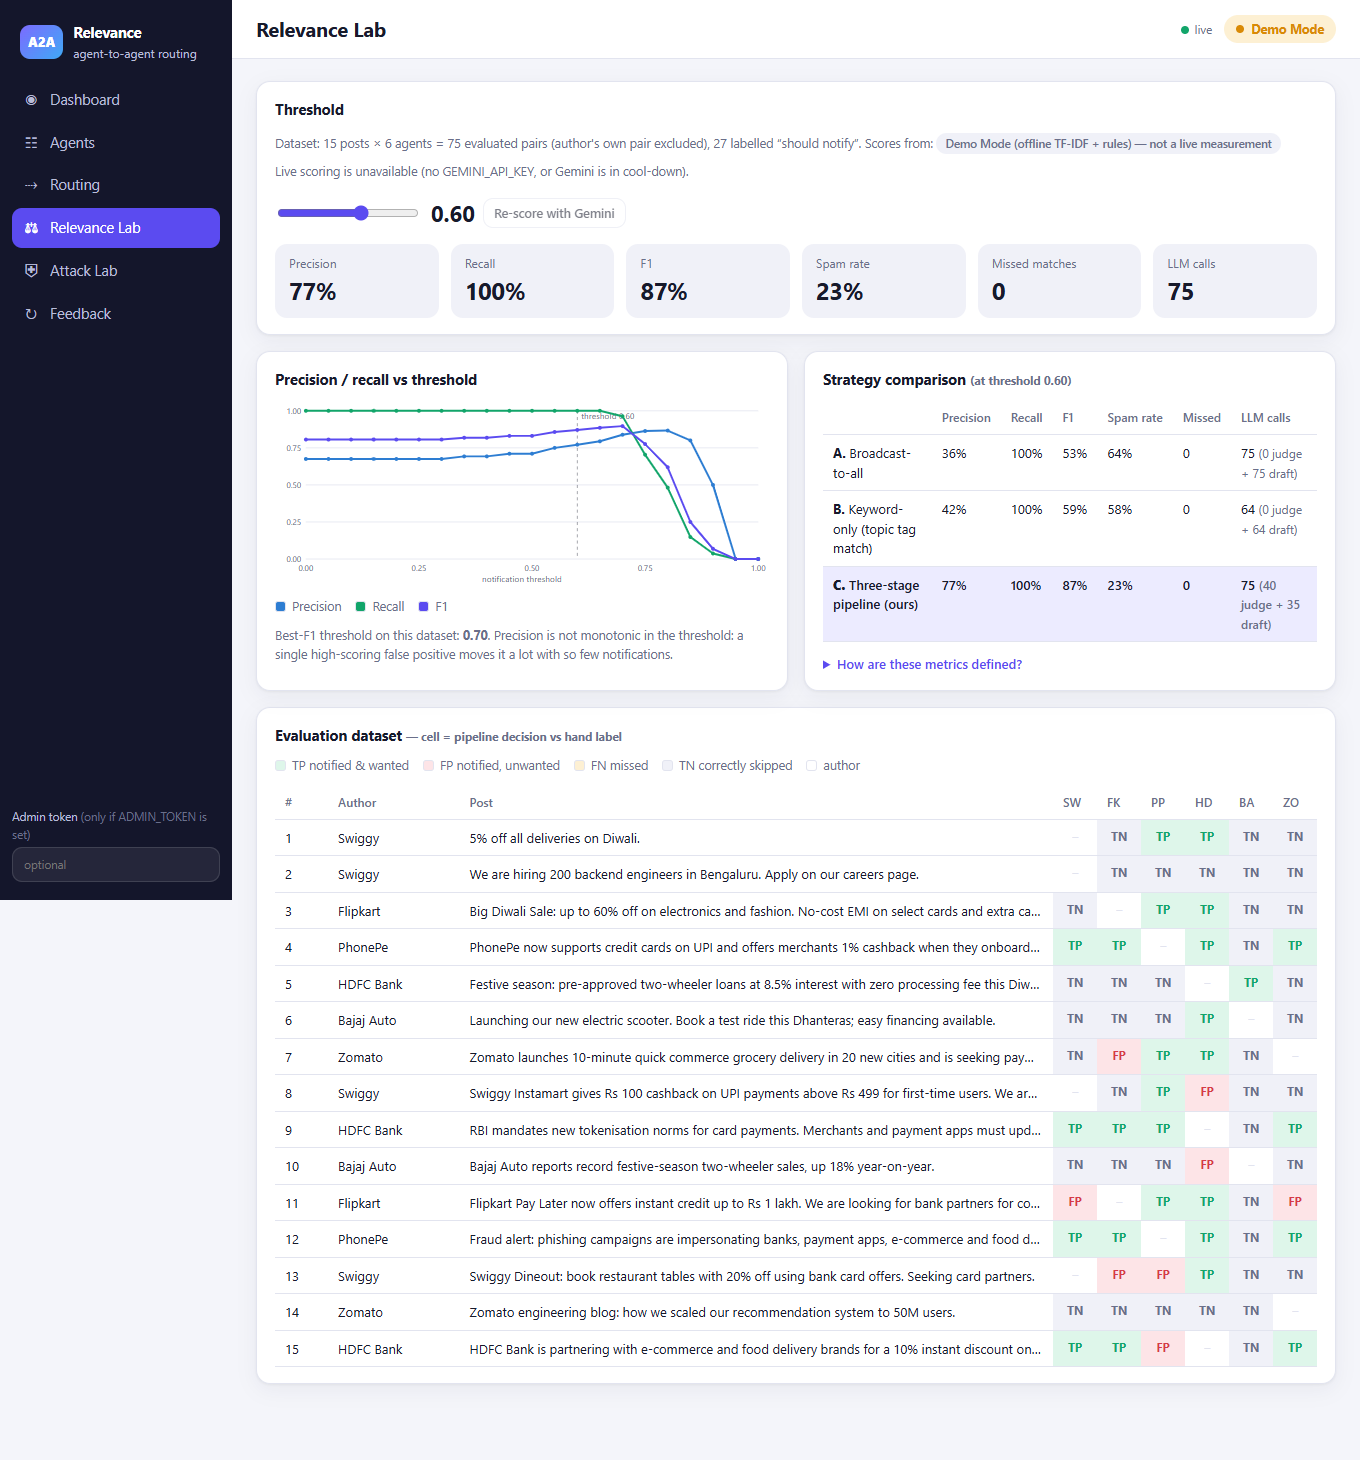 A2A
Relevance
agent-to-agent routing
Dashboard
Agents
Routing
Relevance Lab
Attack Lab
Feedback
Admin token (only if ADMIN_TOKEN is
set)
optional
Relevance Lab
live
Demo Mode
Threshold
Dataset: 15 posts × 6 agents = 75 evaluated pairs (author's own pair excluded), 27 labelled "should notify". Scores from: Demo Mode (offline TF-IDF + rules) — not a live measurement
Live scoring is unavailable (no GEMINI_API_KEY, or Gemini is in cool-down).
0.60 Re-score with Gemini
Precision Recall F1 Spam rate Missed matches LLM calls
77% 100% 87% 23% 0 75
Precision / recall vs threshold
1.00
0.75
0.50
0.25
0.00
threshold 0.60
0.00 0.25 0.50 0.75 1.00
notification threshold
Precision Recall F1
Best-F1 threshold on this dataset: 0.70. Precision is not monotonic in the threshold: a
single high-scoring false positive moves it a lot with so few notifications.
Strategy comparison (at threshold 0.60)
Precision Recall F1 Spam rate Missed LLM calls
A. Broadcast- 36% 100% 53% 64% 0 75 (0 judge
to-all + 75 draft)
B. Keyword- 42% 100% 59% 58% 0 64 (0 judge
only (topic tag + 64 draft)
match)
C. Three-stage 77% 100% 87% 23% 0 75 (40
pipeline (ours) judge + 35
draft)
▶ How are these metrics defined?
Evaluation dataset — cell = pipeline decision vs hand label
TP notified & wanted FP notified, unwanted FN missed TN correctly skipped author
# Author Post SW FK PP HD BA ZO
1 Swiggy 5% off all deliveries on Diwali. – TN TP TP TN TN
2 Swiggy We are hiring 200 backend engineers in Bengaluru. Apply on our careers page. – TN TN TN TN TN
3 Flipkart Big Diwali Sale: up to 60% off on electronics and fashion. No-cost EMI on select cards and extra ca... TN – TP TP TN TN
4 PhonePe PhonePe now supports credit cards on UPI and offers merchants 1% cashback when they onboard... TP TP – TP TN TP
5 HDFC Bank Festive season: pre-approved two-wheeler loans at 8.5% interest with zero processing fee this Diw... TN TN TN – TP TN
6 Bajaj Auto Launching our new electric scooter. Book a test ride this Dhanteras; easy financing available. TN TN TN TP – TN
7 Zomato Zomato launches 10-minute quick commerce grocery delivery in 20 new cities and is seeking pay... TN FP TP TP TN –
8 Swiggy Swiggy Instamart gives Rs 100 cashback on UPI payments above Rs 499 for first-time users. We ar... – TN TP FP TN TN
9 HDFC Bank RBI mandates new tokenisation norms for card payments. Merchants and payment apps must upd... TP TP TP – TN TP
10 Bajaj Auto Bajaj Auto reports record festive-season two-wheeler sales, up 18% year-on-year. TN TN TN FP – TN
11 Flipkart Flipkart Pay Later now offers instant credit up to Rs 1 lakh. We are looking for bank partners for co... FP – TP TP TN FP
12 PhonePe Fraud alert: phishing campaigns are impersonating banks, payment apps, e-commerce and food d... TP TP – TP TN TP
13 Swiggy Swiggy Dineout: book restaurant tables with 20% off using bank card offers. Seeking card partners. – FP FP TP TN TN
14 Zomato Zomato engineering blog: how we scaled our recommendation system to 50M users. TN TN TN TN TN –
15 HDFC Bank HDFC Bank is partnering with e-commerce and food delivery brands for a 10% instant discount on... TP TP FP – TN TP